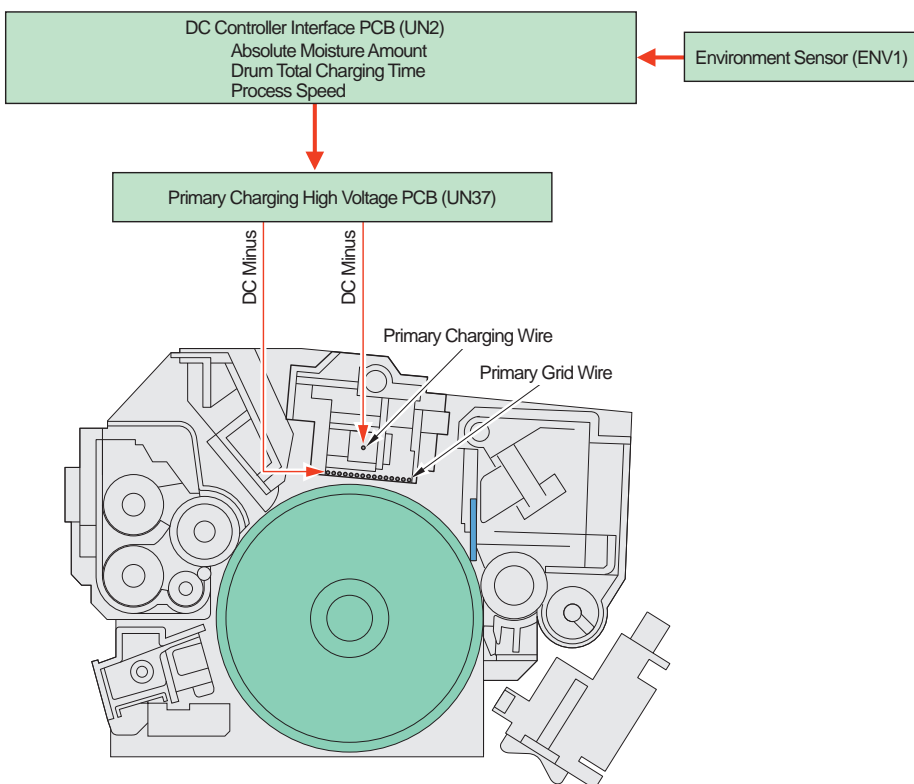 DC Controller Interface PCB (UN2)
Absolute Moisture Amount
Drum Total Charging Time
Process Speed
Environment Sensor (ENV1)
Primary Charging High Voltage PCB (UN37)
DC Minus
DC Minus
Primary Charging Wire
Primary Grid Wire